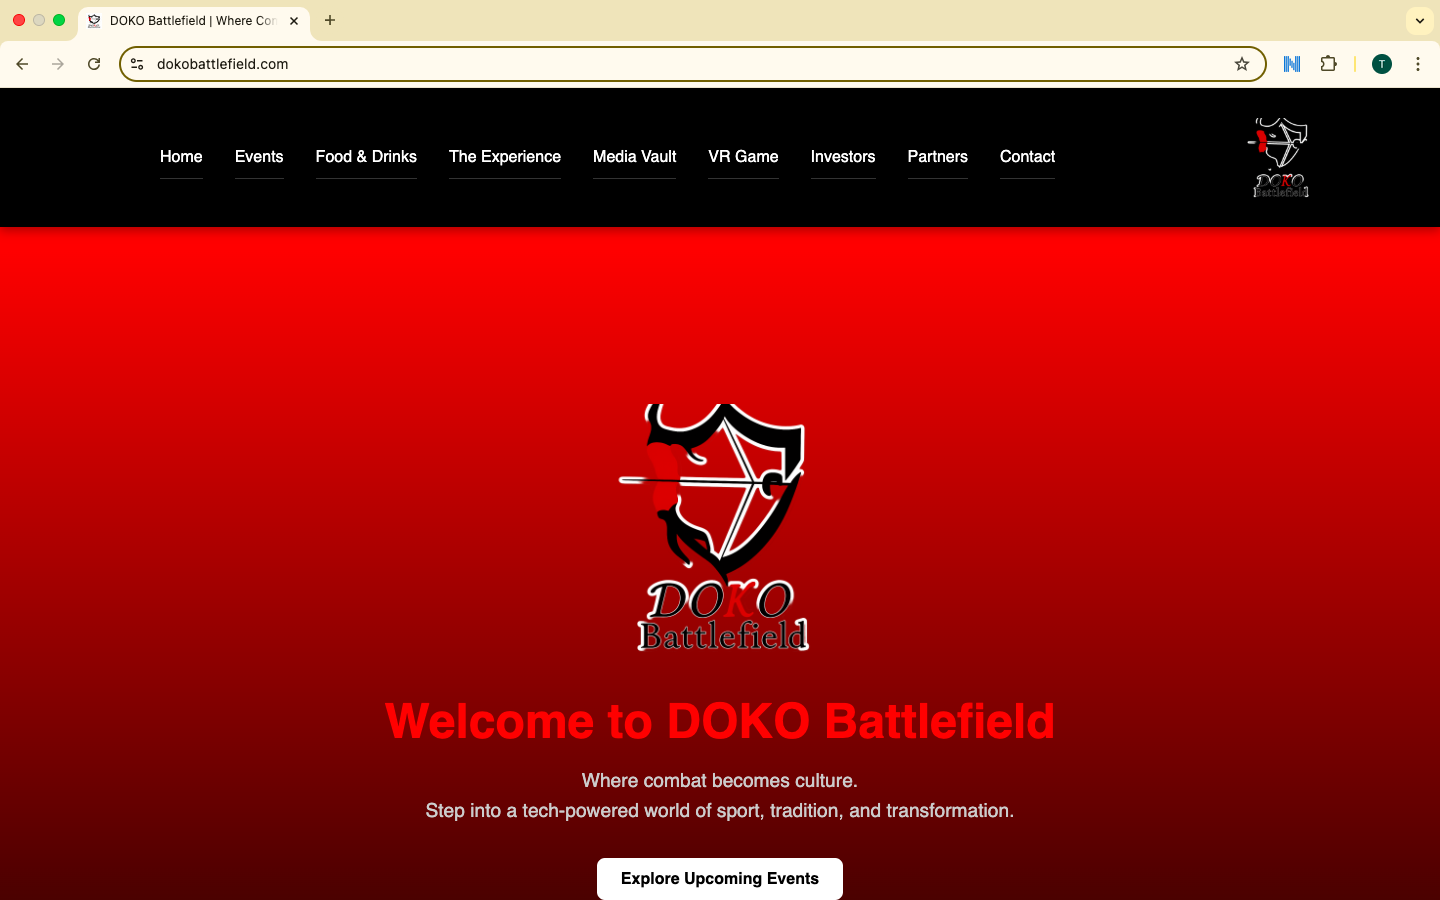 DOKO Battlefield | Where Con
dokobattlefield.com
T
Home Events Food & Drinks The Experience Media Vault VR Game Investors Partners Contact
DOKO
Battlefield
DOKO
Battlefield
Welcome to DOKO Battlefield
Where combat becomes culture.
Step into a tech-powered world of sport, tradition, and transformation.
Explore Upcoming Events